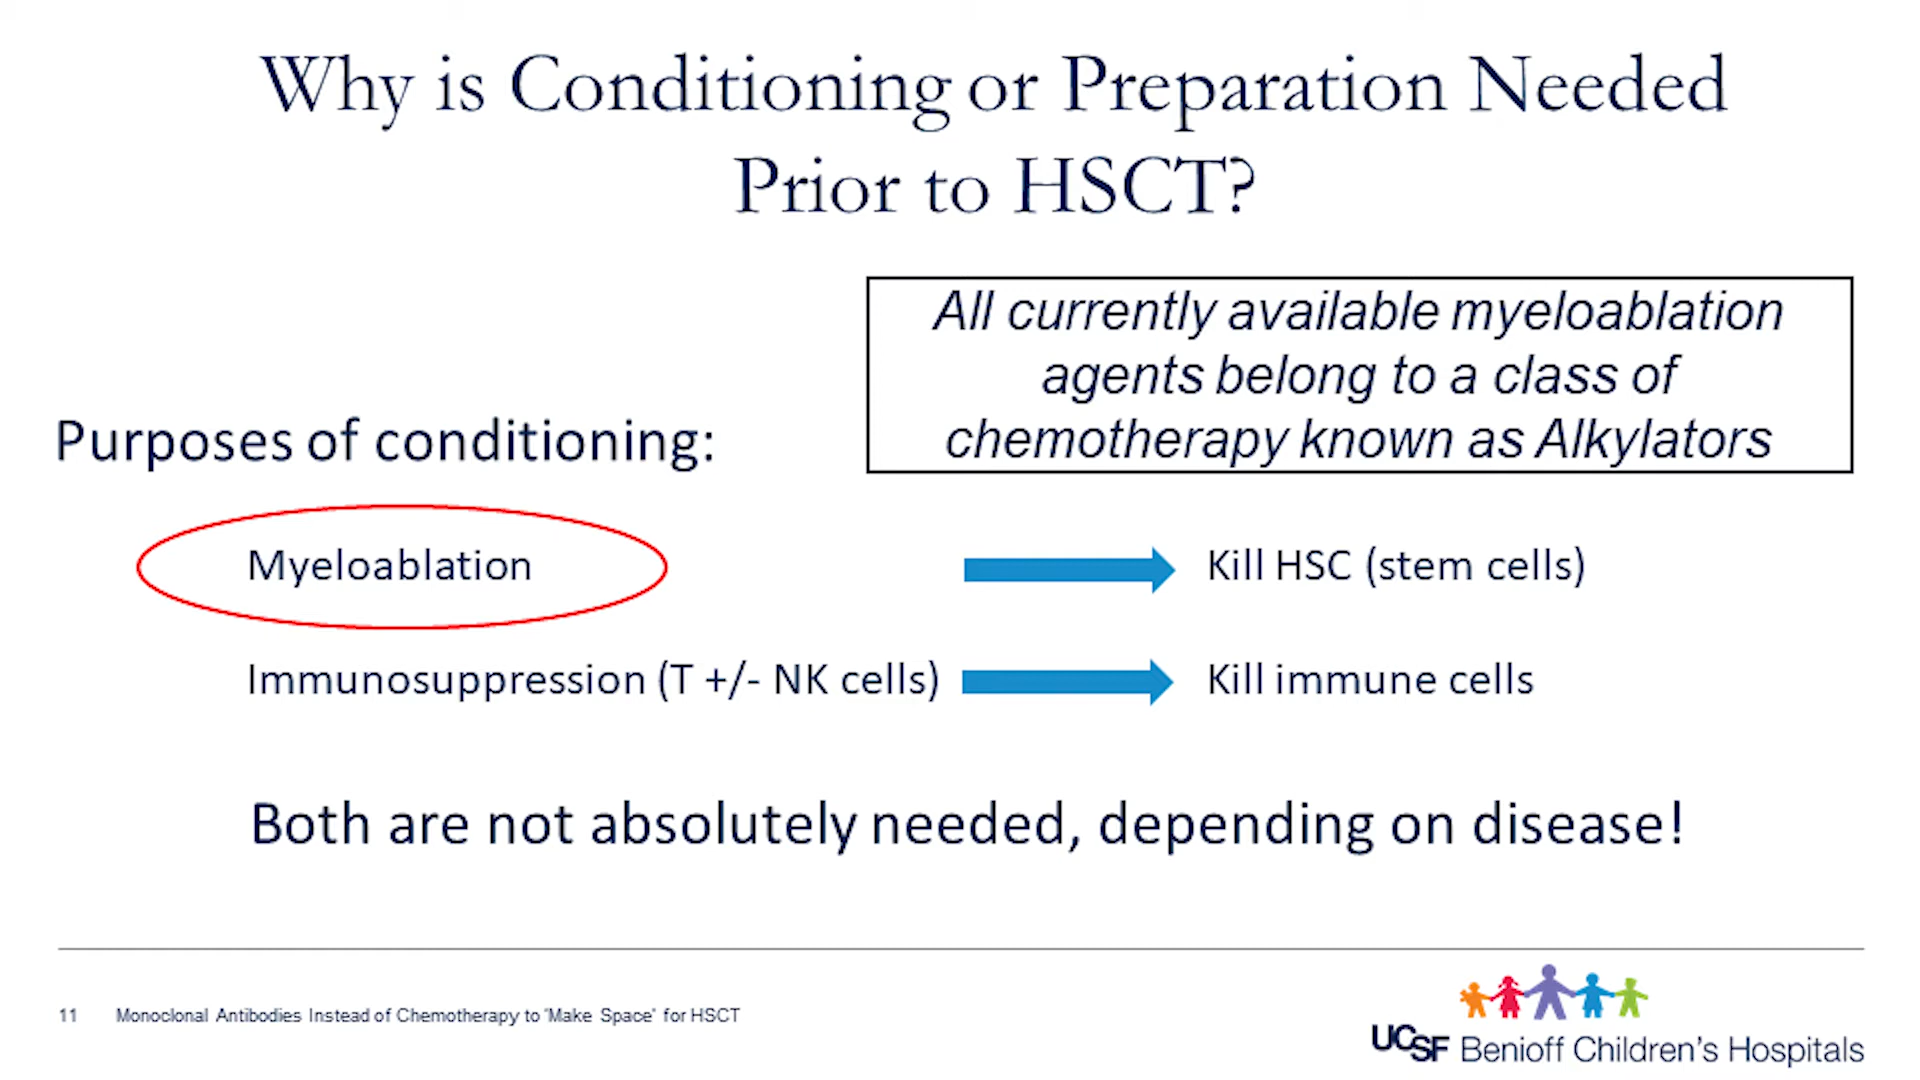 Why is Conditioning or Preparation Needed
Prior to HSCT?
All currently available myeloablation
agents belong to a class of
chemotherapy known as Alkylators
Purposes of conditioning:
Myeloablation
Kill HSC (stem cells)
Immunosuppression (T +/- NK cells)
Kill immune cells
Both are not absolutely needed, depending on disease!
11 Monoclonal Antibodies Instead of Chemotherapy to 'Make Space' for HSCT
UCSF Benioff Children's Hospitals